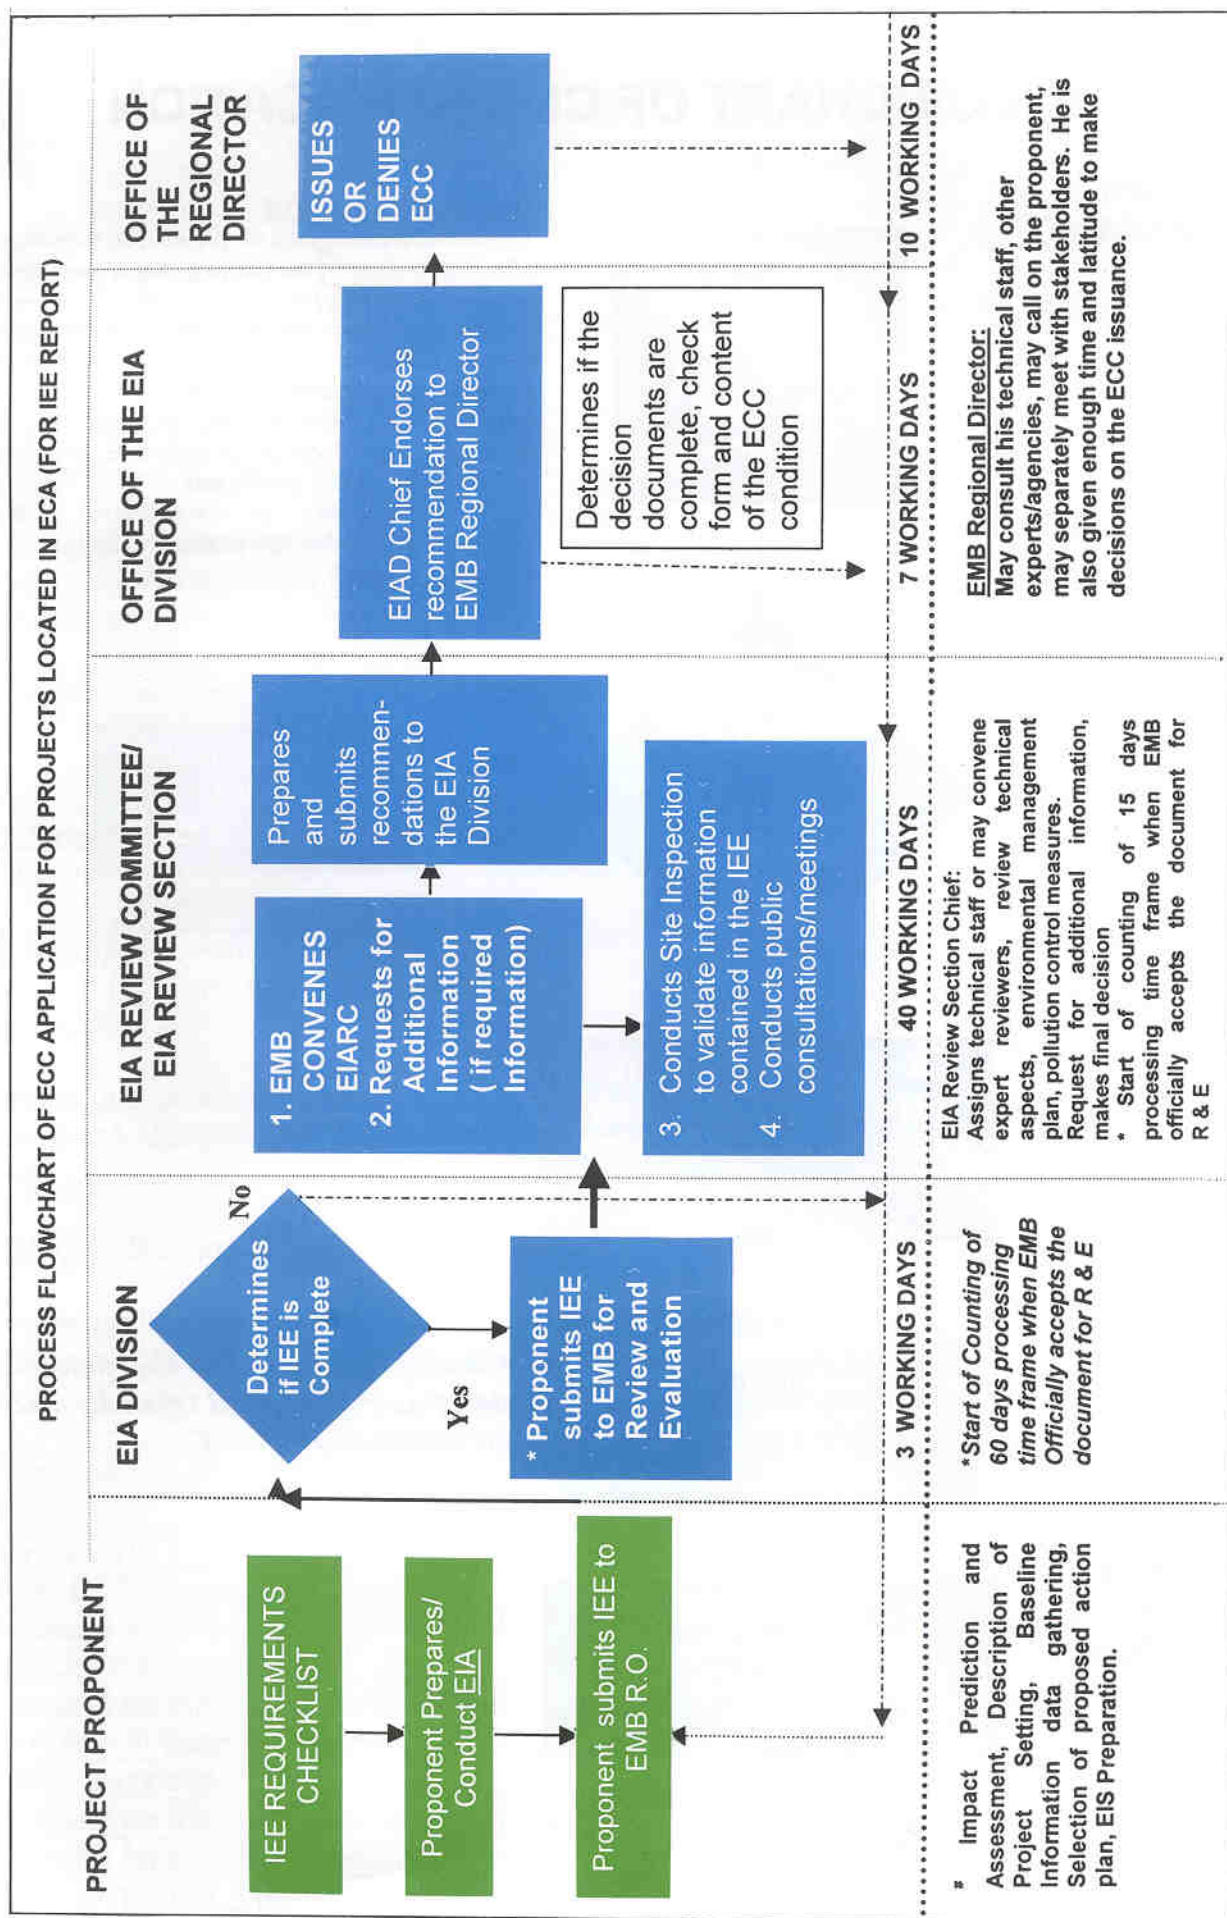 PROCESS FLOWCHART OF ECC APPLICATION FOR PROJECTS LOCATED IN ECA (FOR IEE REPORT)
PROJECT PROPONENT
IEE REQUIREMENTS
CHECKLIST
Proponent Prepares/
Conduct EIA
Proponent submits IEE to
EMB R.O.
EIA DIVISION
Determines
if IEE is
Complete
No
Yes
* Proponent
submits IEE
to EMB for
Review and
Evaluation
3 WORKING DAYS
EIA REVIEW COMMITTEE/
EIA REVIEW SECTION
1. EMB
CONVENES
EIARC
2. Requests for
Additional
Information
( if required
Information)
Prepares
and
submits
recommen-
dations to
the EIA
Division
3. Conducts Site Inspection
to validate information
contained in the IEE
4. Conducts public
consultations/meetings
40 WORKING DAYS
OFFICE OF THE EIA
DIVISION
EIAD Chief Endorses
recommendation to
EMB Regional Director
Determines if the
decision
documents are
complete, check
form and content
of the ECC
condition
7 WORKING DAYS
OFFICE OF
THE
REGIONAL
DIRECTOR
ISSUES
OR
DENIES
ECC
10 WORKING DAYS
* Impact Prediction and
Assessment, Description of
Project Setting, Baseline
Information data gathering,
Selection of proposed action
plan, EIS Preparation.
*Start of Counting of
60 days processing
time frame when EMB
Officially accepts the
document for R & E
EIA Review Section Chief:
Assigns technical staff or may convene
expert reviewers, review technical
aspects, environmental management
plan, pollution control measures.
Request for additional information,
makes final decision
* Start of counting of 15 days
processing time frame when EMB
officially accepts the document for
R & E
EMB Regional Director:
May consult his technical staff, other
experts/agencies, may call on the proponent,
may separately meet with stakeholders. He is
also given enough time and latitude to make
decisions on the ECC issuance.